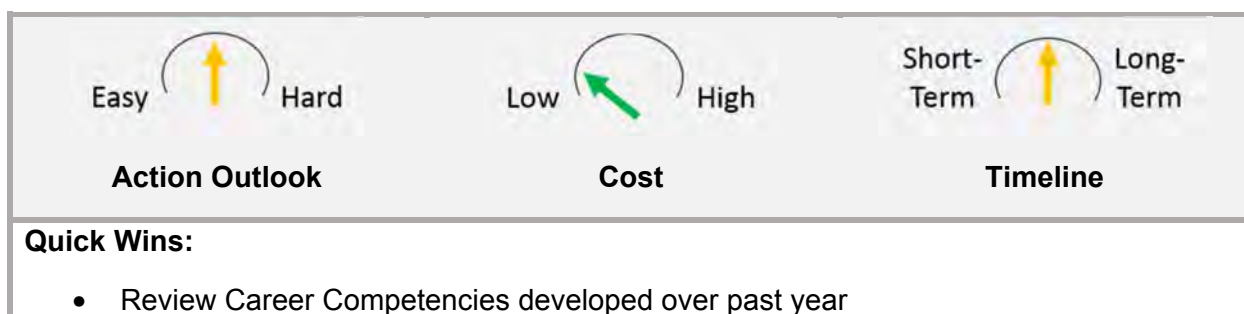 Easy Hard
Low High
Short-
Term
Long-
Term
Action Outlook
Cost
Timeline
Quick Wins:
• Review Career Competencies developed over past year